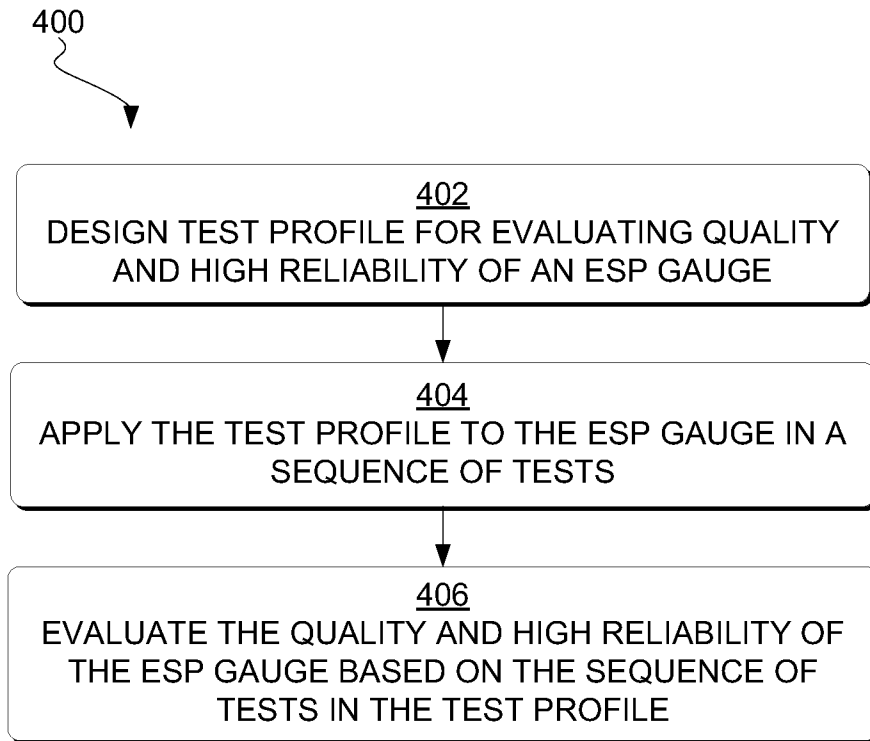 400
402
DESIGN TEST PROFILE FOR EVALUATING QUALITY
AND HIGH RELIABILITY OF AN ESP GAUGE
404
APPLY THE TEST PROFILE TO THE ESP GAUGE IN A
SEQUENCE OF TESTS
406
EVALUATE THE QUALITY AND HIGH RELIABILITY OF
THE ESP GAUGE BASED ON THE SEQUENCE OF
TESTS IN THE TEST PROFILE